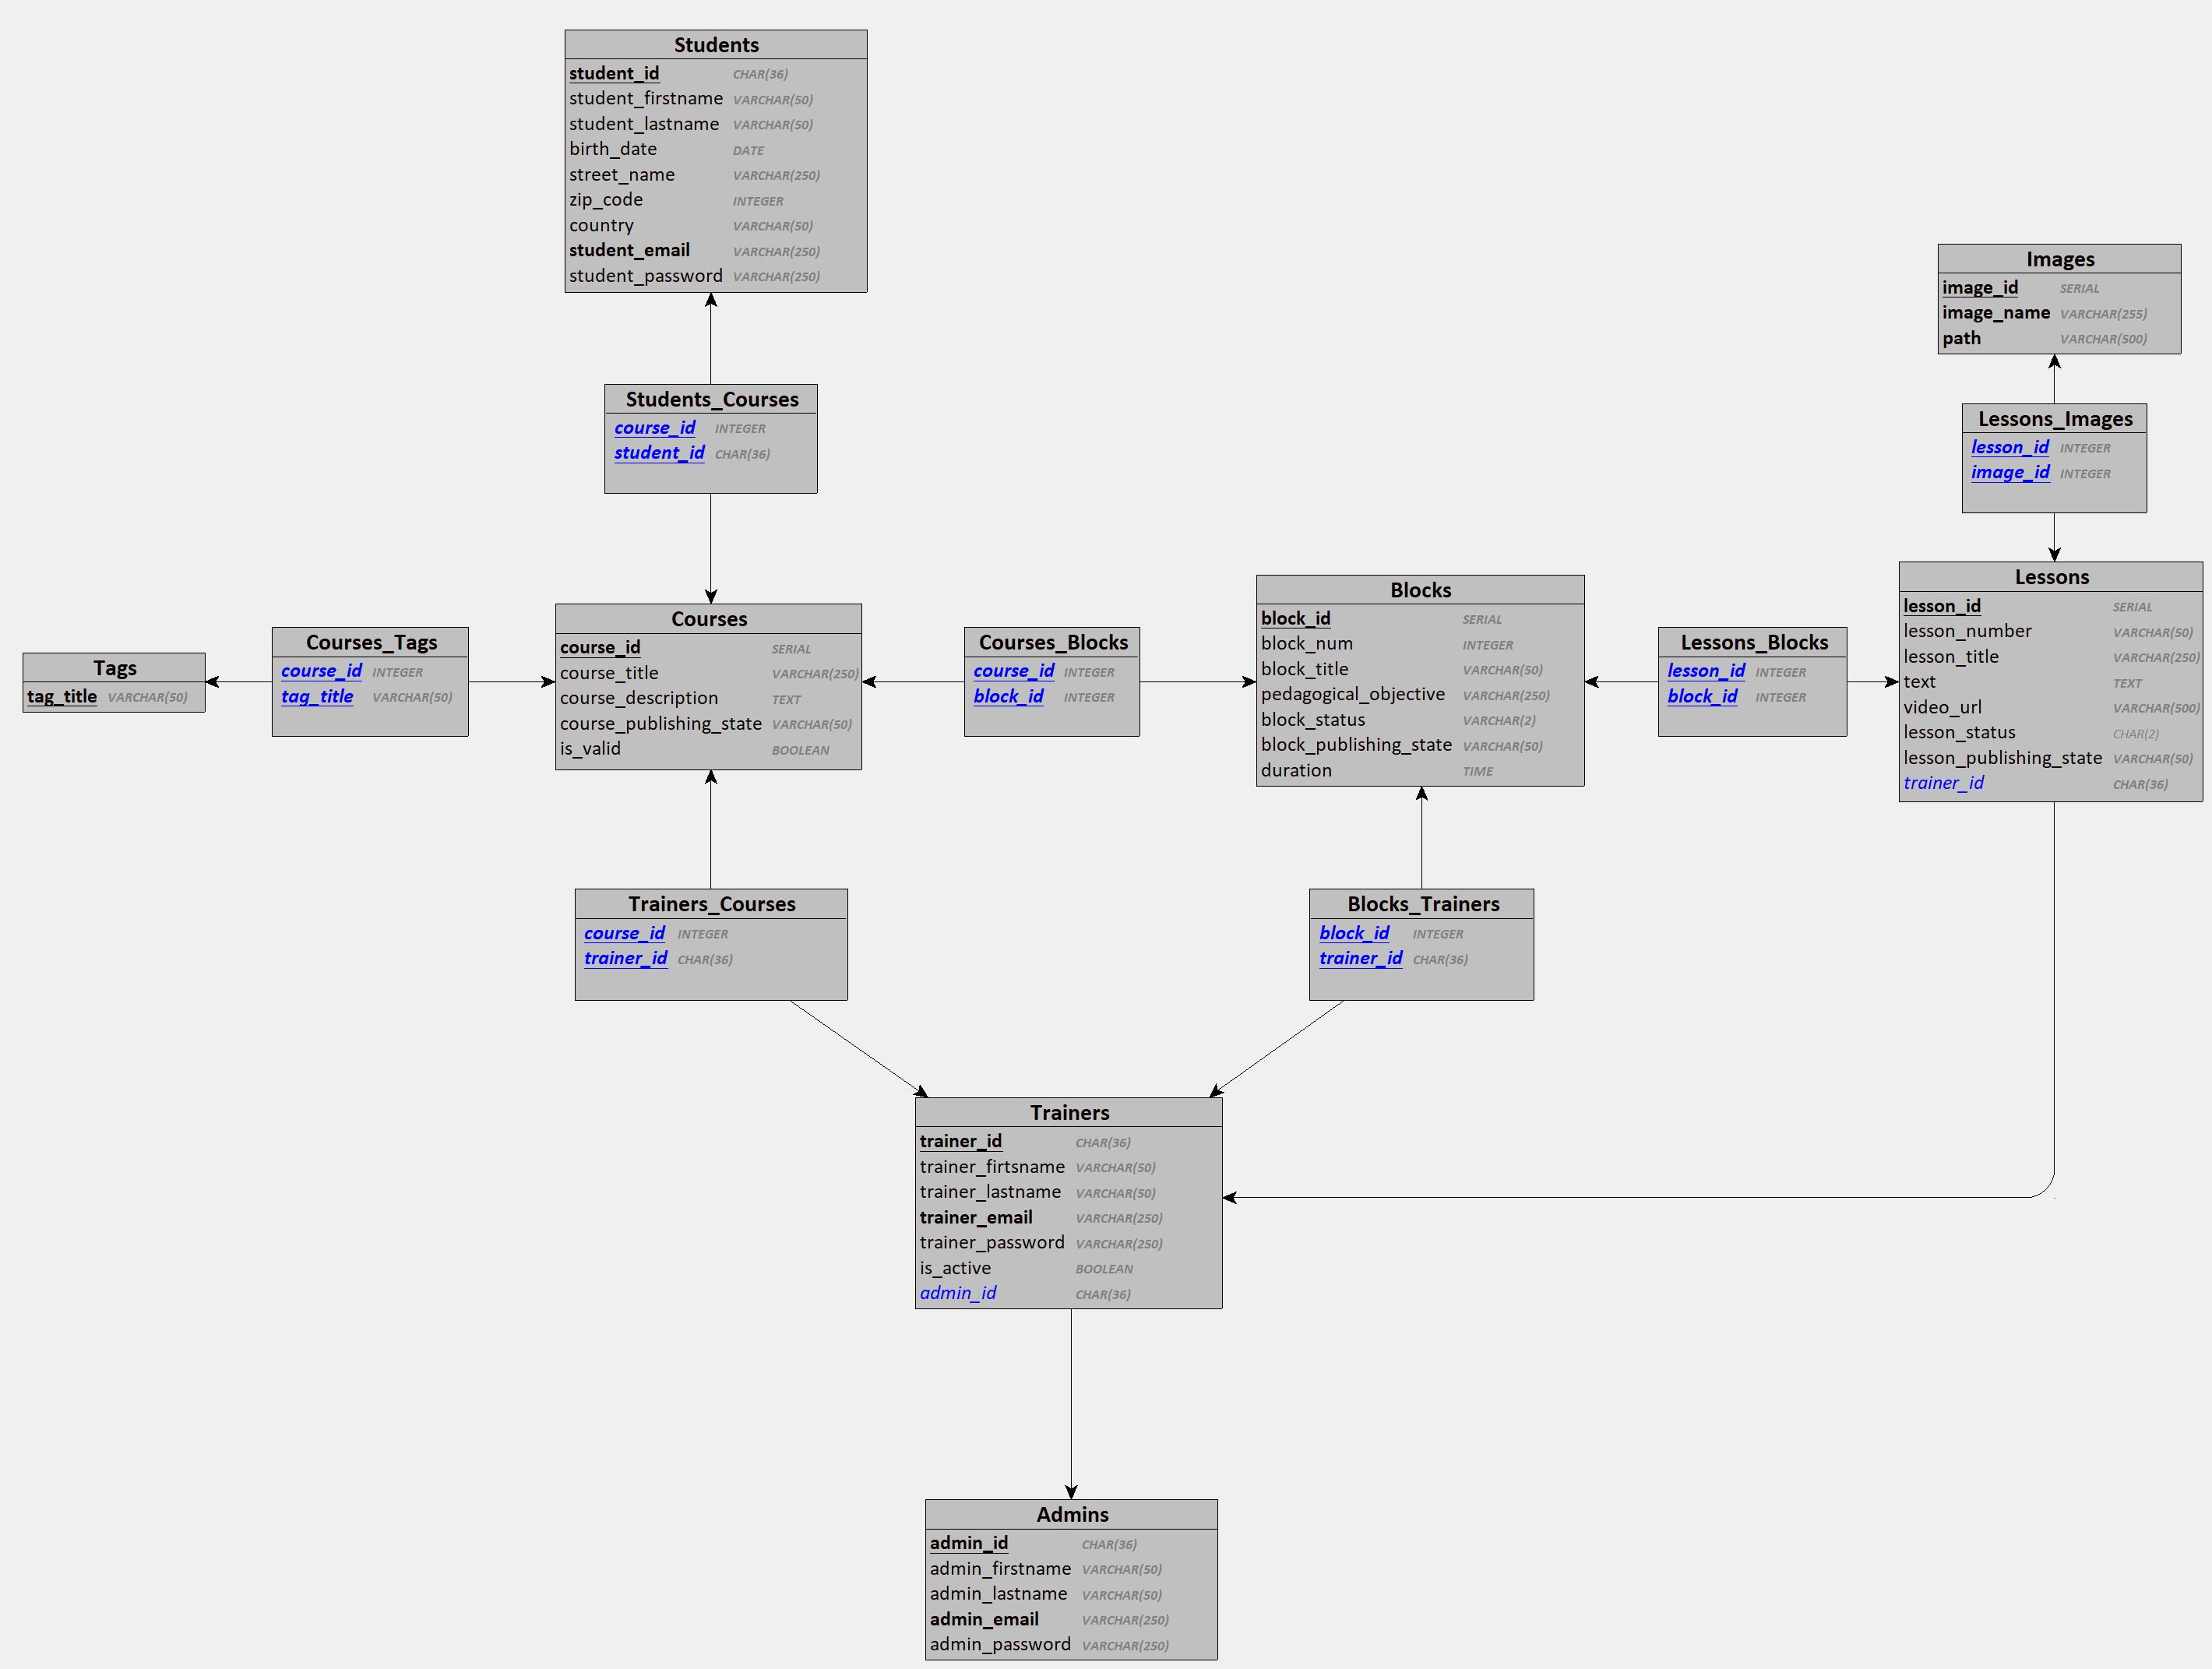 Students
student_id CHAR(36)
student_firstname VARCHAR(50)
student_lastname VARCHAR(50)
birth_date DATE
street_name VARCHAR(250)
zip_code INTEGER
country VARCHAR(50)
student_email VARCHAR(250)
student_password VARCHAR(250)
Images
image_id SERIAL
image_name VARCHAR(255)
path VARCHAR(500)
Students_Courses
course_id INTEGER
student_id CHAR(36)
Lessons_Images
lesson_id INTEGER
image_id INTEGER
Tags
tag_title VARCHAR(50)
Courses_Tags
course_id INTEGER
tag_title VARCHAR(50)
Courses
course_id SERIAL
course_title VARCHAR(250)
course_description TEXT
course_publishing_state VARCHAR(50)
is_valid BOOLEAN
Courses_Blocks
course_id INTEGER
block_id INTEGER
Blocks
block_id SERIAL
block_num INTEGER
block_title VARCHAR(50)
pedagogical_objective VARCHAR(250)
block_status VARCHAR(2)
block_publishing_state VARCHAR(50)
duration TIME
Lessons_Blocks
lesson_id INTEGER
block_id INTEGER
Lessons
lesson_id SERIAL
lesson_number VARCHAR(50)
lesson_title VARCHAR(250)
text TEXT
video_url VARCHAR(500)
lesson_status CHAR(2)
lesson_publishing_state VARCHAR(50)
trainer_id CHAR(36)
Trainers_Courses
course_id INTEGER
trainer_id CHAR(36)
Blocks_Trainers
block_id INTEGER
trainer_id CHAR(36)
Trainers
trainer_id CHAR(36)
trainer_firtsname VARCHAR(50)
trainer_lastname VARCHAR(50)
trainer_email VARCHAR(250)
trainer_password VARCHAR(250)
is_active BOOLEAN
admin_id CHAR(36)
Admins
admin_id CHAR(36)
admin_firstname VARCHAR(50)
admin_lastname VARCHAR(50)
admin_email VARCHAR(250)
admin_password VARCHAR(250)